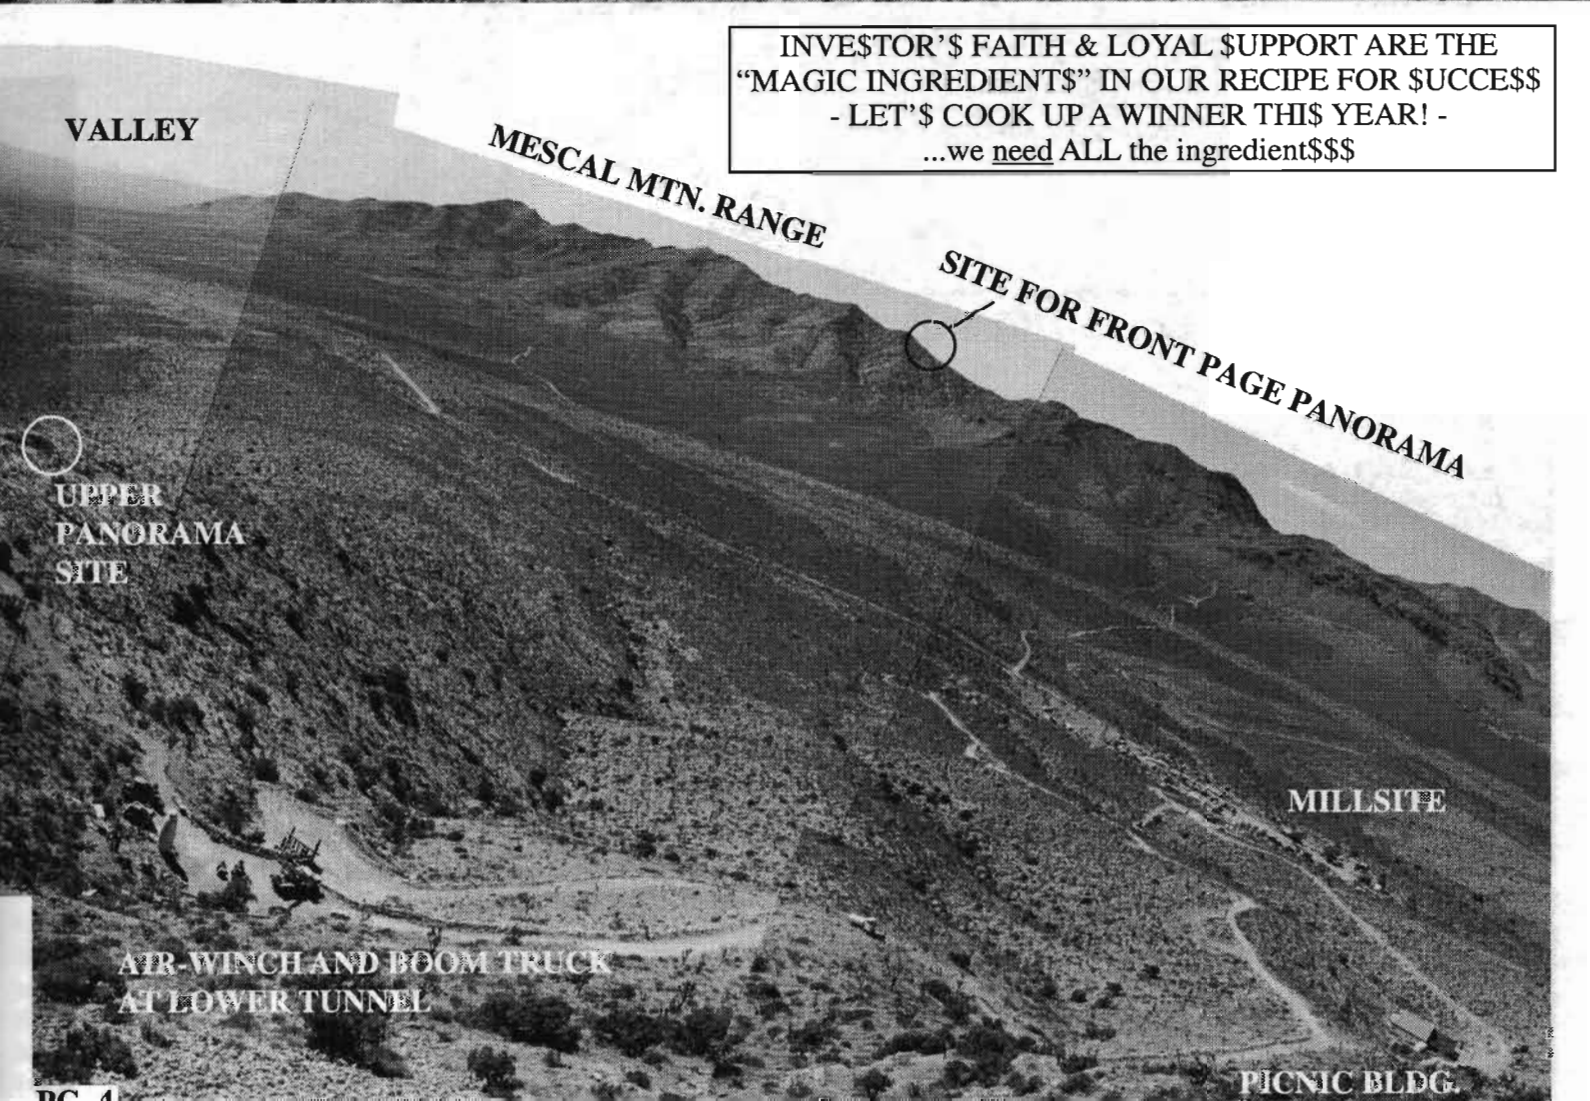 INVE$TOR'$ FAITH & LOYAL $UPPORT ARE THE
“MAGIC INGREDIENT$” IN OUR RECIPE FOR $UCCE$$
- LET'$ COOK UP A WINNER THI$ YEAR! -
...we need ALL the ingredient$$$
VALLEY
MESCAL MTN. RANGE
SITE FOR FRONT PAGE PANORAMA
UPPER
PANORAMA
SITE
MILLSITE
AIR-WINCH AND BOOM TRUCK
AT LOWER TUNNEL
PICNIC BLDG.
PG. 4